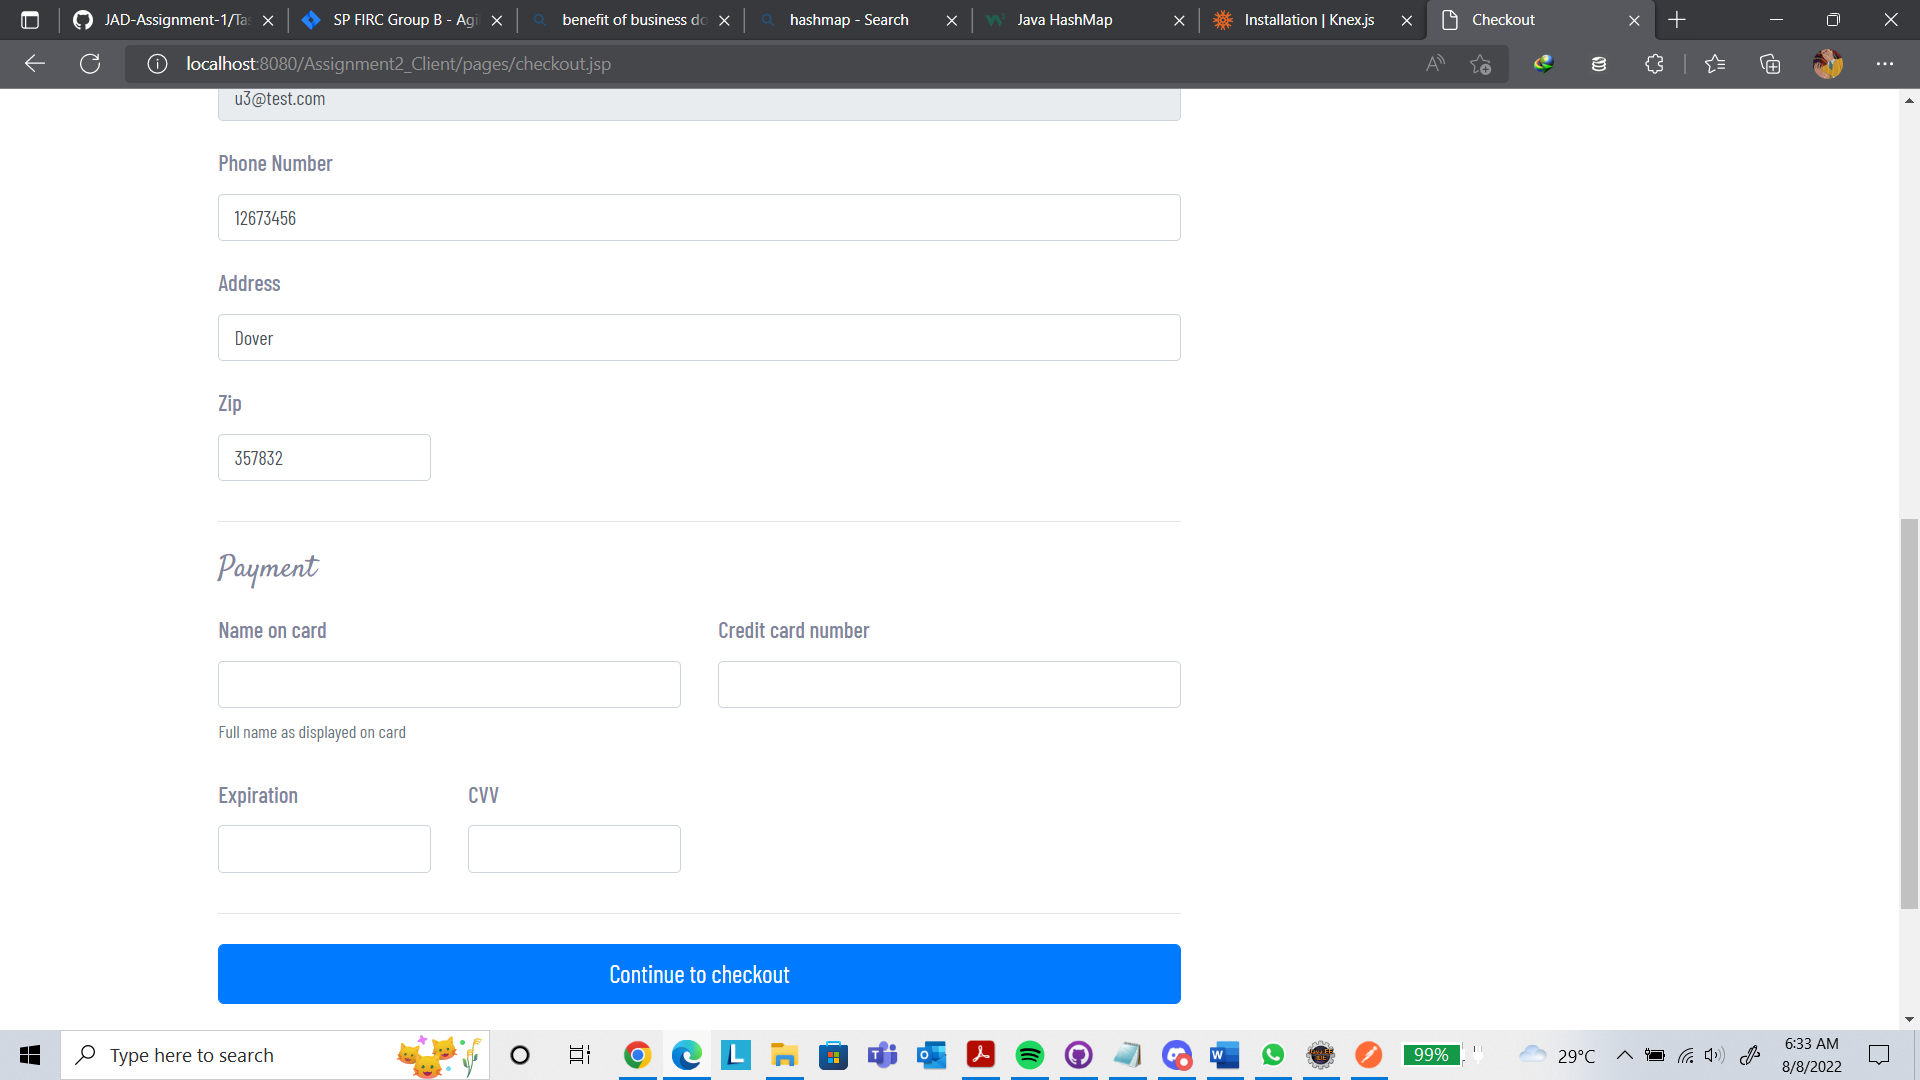 JAD-Assignment-1/Ta
SP FIRC Group B - Agil
benefit of business do
hashmap - Search
Java HashMap
Installation | Knex.js
Checkout
localhost:8080/Assignment2_Client/pages/checkout.jsp
u3@test.com
Phone Number
12673456
Address
Dover
Zip
357832
Payment
Name on card
Credit card number
Full name as displayed on card
Expiration
CVV
Continue to checkout
Type here to search
99%
29°C
6:33 AM
8/8/2022